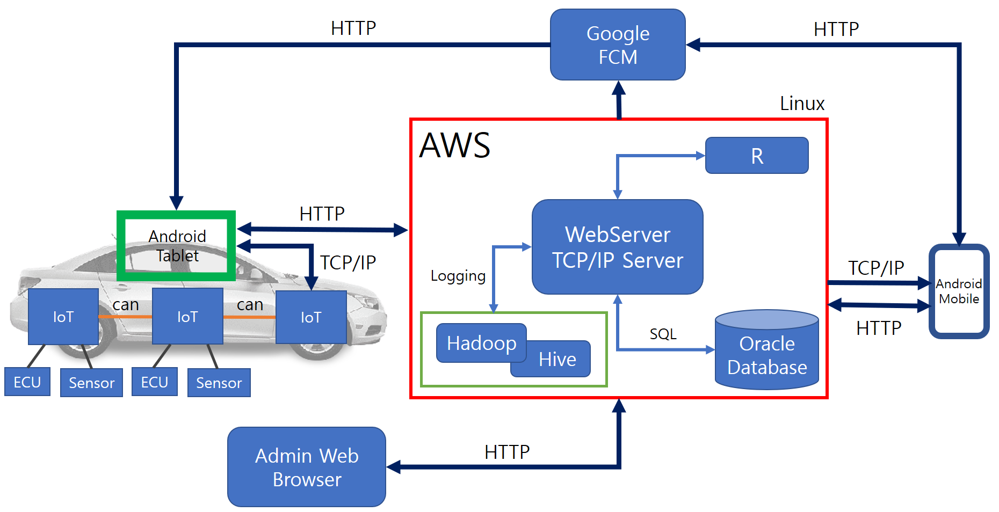 HTTP
Google
FCM
HTTP
Linux
AWS
R
HTTP
Android
Tablet
WebServer
TCP/IP Server
TCP/IP
Logging
TCP/IP
Android
Mobile
HTTP
IoT
can
IoT
can
IoT
SQL
Hadoop
Hive
Oracle
Database
ECU
Sensor
ECU
Sensor
Admin Web
Browser
HTTP